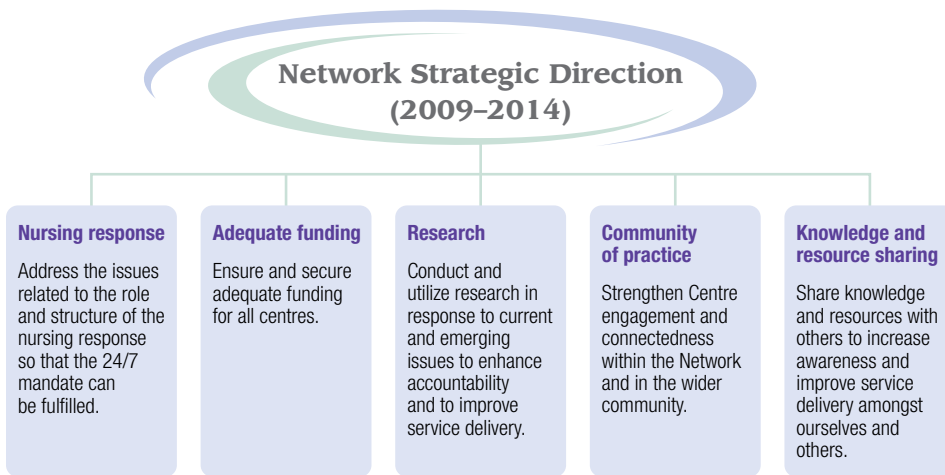 Network Strategic Direction
(2009–2014)
Nursing response
Address the issues
related to the role
and structure of the
nursing response
so that the 24/7
mandate can
be fulfilled.
Adequate funding
Ensure and secure
adequate funding
for all centres.
Research
Conduct and
utilize research in
response to current
and emerging
issues to enhance
accountability
and to improve
service delivery.
Community
of practice
Strengthen Centre
engagement and
connectedness
within the Network
and in the wider
community.
Knowledge and
resource sharing
Share knowledge
and resources with
others to increase
awareness and
improve service
delivery amongst
ourselves and
others.